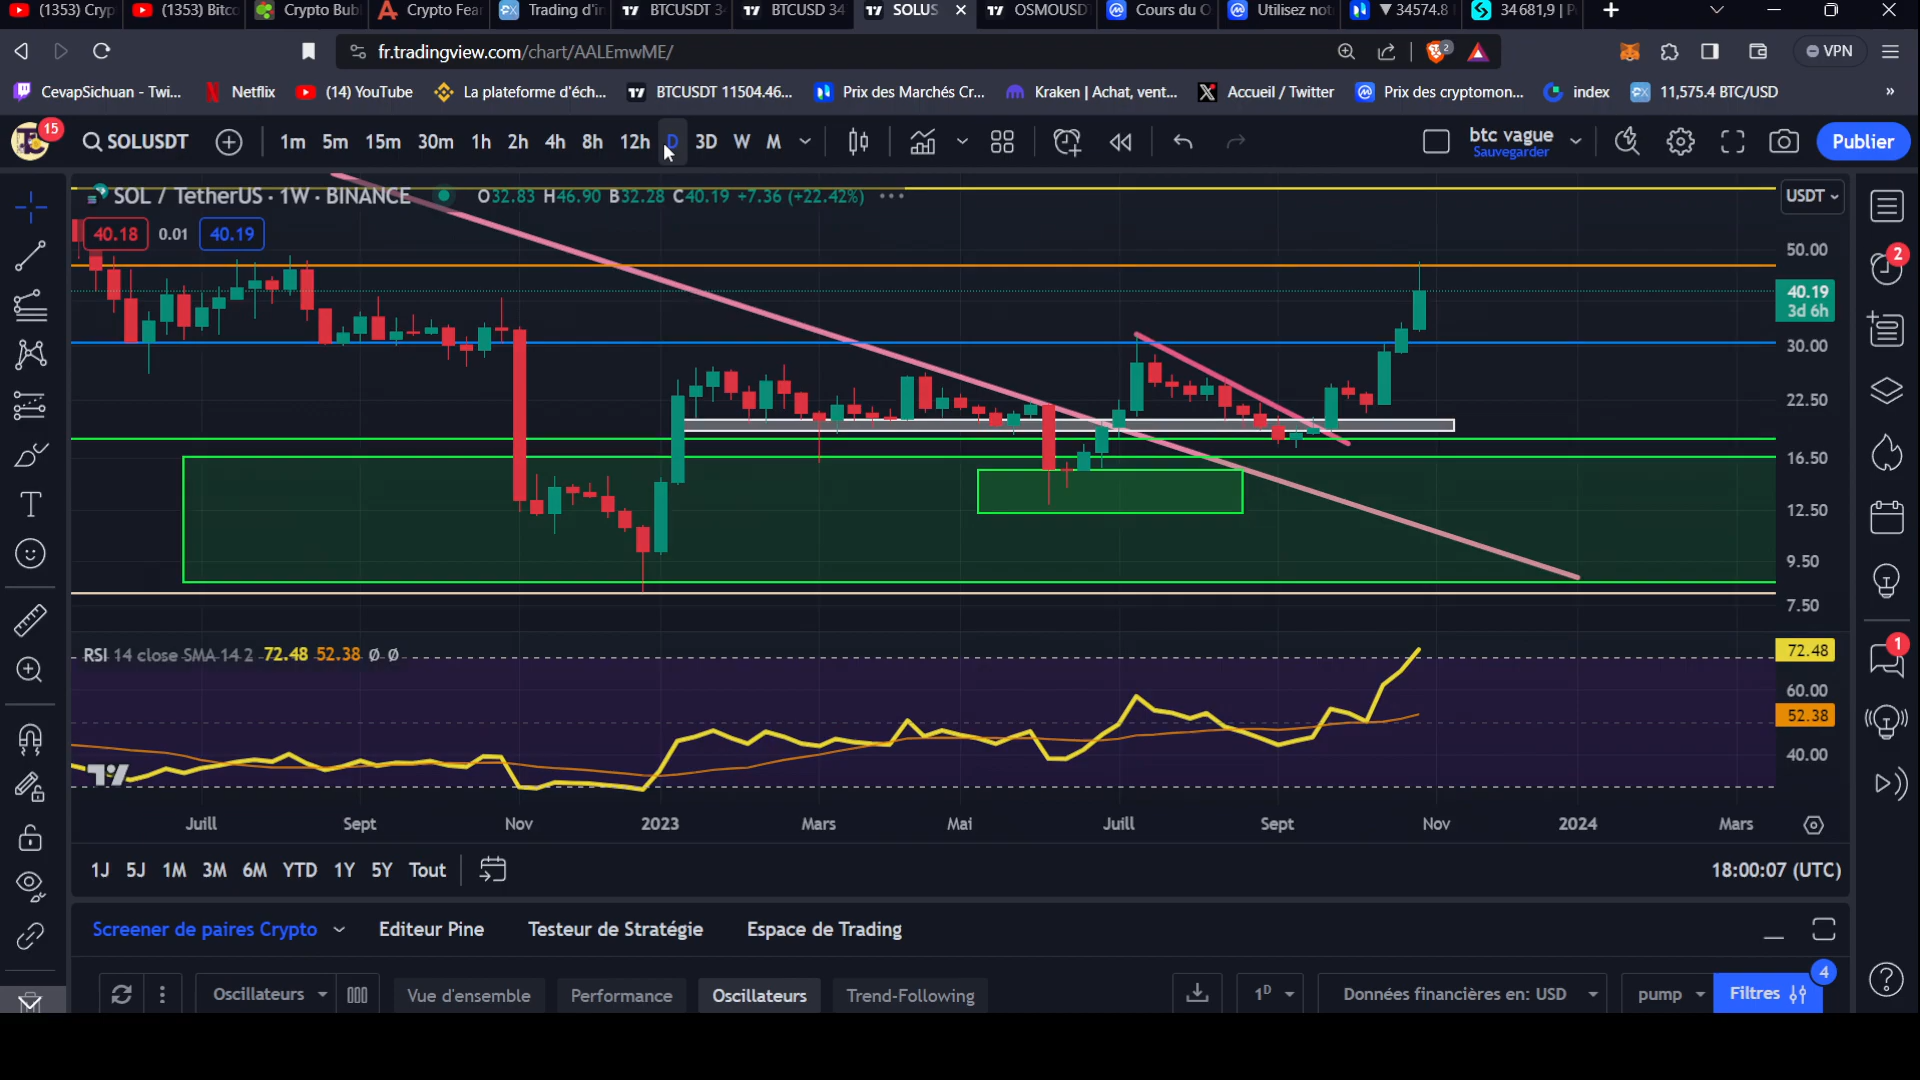 (1353) Cryp
(1353) Bitco
Crypto Bub
Crypto Fear
Trading d'in
BTCUSDT 34
BTCUSD 34
SOLUS
OSMOUSD
Cours du O
Utilisez not
▼ 34574.8
34 681,9 | P
fr.tradingview.com/chart/AALEmwME/
2
VPN
CevapSichuan - Twi...
Netflix
(14) YouTube
La plateforme d'éch...
BTCUSDT 11504.46...
Prix des Marchés Cr...
Kraken | Achat, vent...
Accueil / Twitter
Prix des cryptomon...
index
11,575.4 BTC/USD
»
15
SOLUSDT
1m 5m 15m 30m 1h 2h 4h 8h 12h D 3D W M
btc vague
Sauvegarder
Publier
SOL / TetherUS · 1W · BINANCE
O32.83 H46.90 B32.28 C40.19 +7.36 (+22.42%)
USDT
40.18 0.01 40.19
50.00
40.19
3d 6h
30.00
22.50
16.50
12.50
9.50
7.50
2
1
RSI 14 close SMA 14 2 72.48 52.38 Ø Ø
72.48
60.00
52.38
40.00
Juill Sept Nov 2023 Mars Mai Juill Sept Nov 2024 Mars
1J 5J 1M 3M 6M YTD 1Y 5Y Tout
18:00:07 (UTC)
Screener de paires Crypto
Editeur Pine
Testeur de Stratégie
Espace de Trading
Oscillateurs
Vue d'ensemble
Performance
Oscillateurs
Trend-Following
1D
Données financières en: USD
pump
Filtres
4